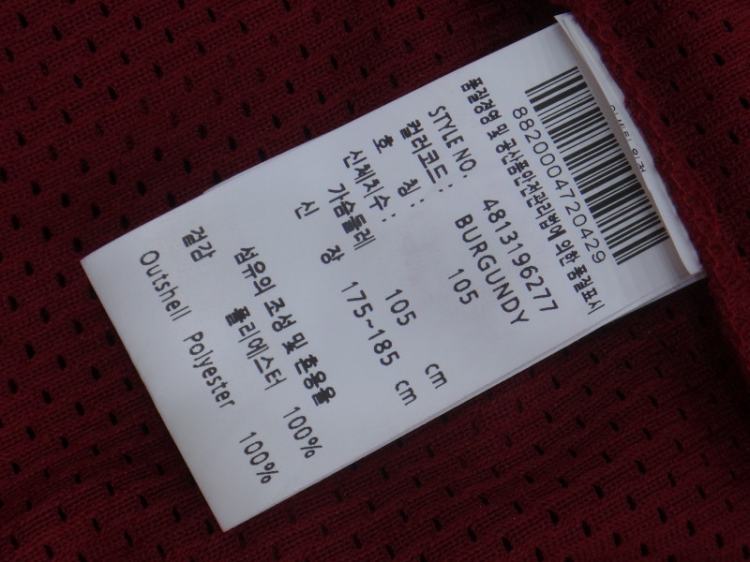 8820004720429
품질경영 및 공산품안전관리법에 의한 품질표시
STYLE NO. 4813196277
컬러코드: BURGUNDY
호 칭: 105
신체치수:
가슴둘레 105 cm
신 장 175~185 cm
섬유의 조성 및 혼용율
겉감 폴리에스터 100%
Outshell Polyester 100%